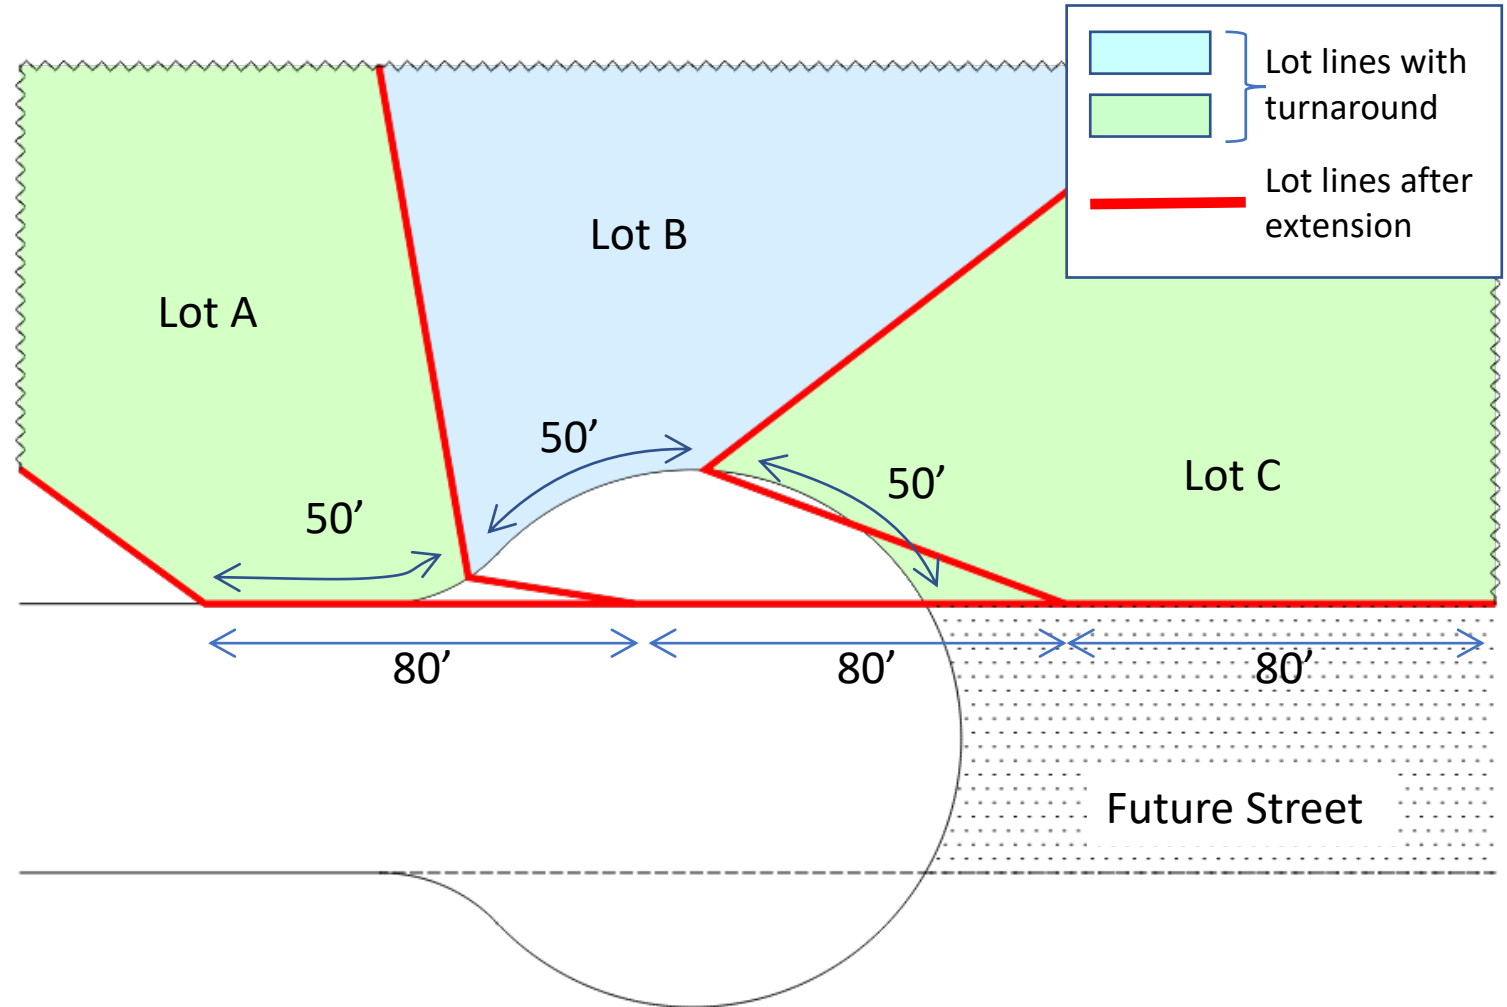 Lot lines with
turnaround
Lot lines after
extension
Lot B
Lot A
50’
50’
50’
Lot C
80’
80’
80’
Future Street